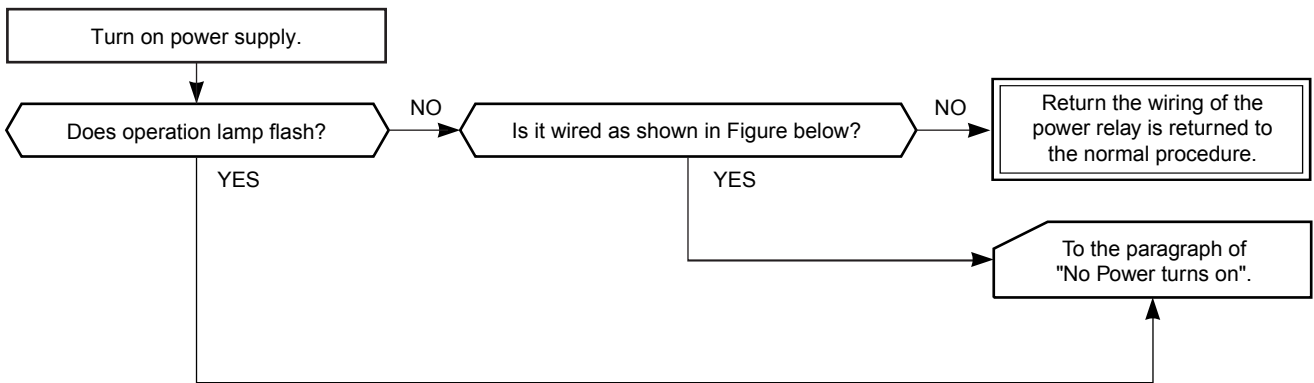 Turn on power supply.
Does operation lamp flash?
NO
Is it wired as shown in Figure below?
NO
Return the wiring of the
power relay is returned to
the normal procedure.
YES
YES
To the paragraph of
"No Power turns on".